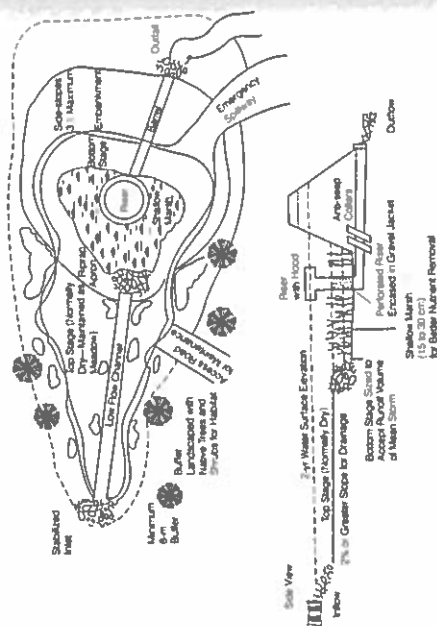 Stabilized
Inlet
Minimum
6-m
Buffer
Buffer
Landscaped with
Native Trees and
Shrubs for Habitat
Low Flow Channel
Top Stage (Normally
Dry—Maintained as
Meadow)
Riprap
Apron
Access Road
for Maintenance
Bottom
Stage
Shallow
Marsh
Riser
Side-slopes
3:1 Maximum
Embankment
Barrel
Outfall
Emergency
Spillway
Side View
Inflow
2-yr Water Surface Elevation
Top Stage (Normally Dry)
2% or Greater Slope for Drainage
Bottom Stage Sized to
Accept Runoff Volume
of Mean Storm
Riser
with Hood
Anti-seep
Collars
Perforated Riser
Encased in Gravel Jacket
Shallow Marsh
(15 to 30 cm)
for Better Nutrient Removal
Outflow